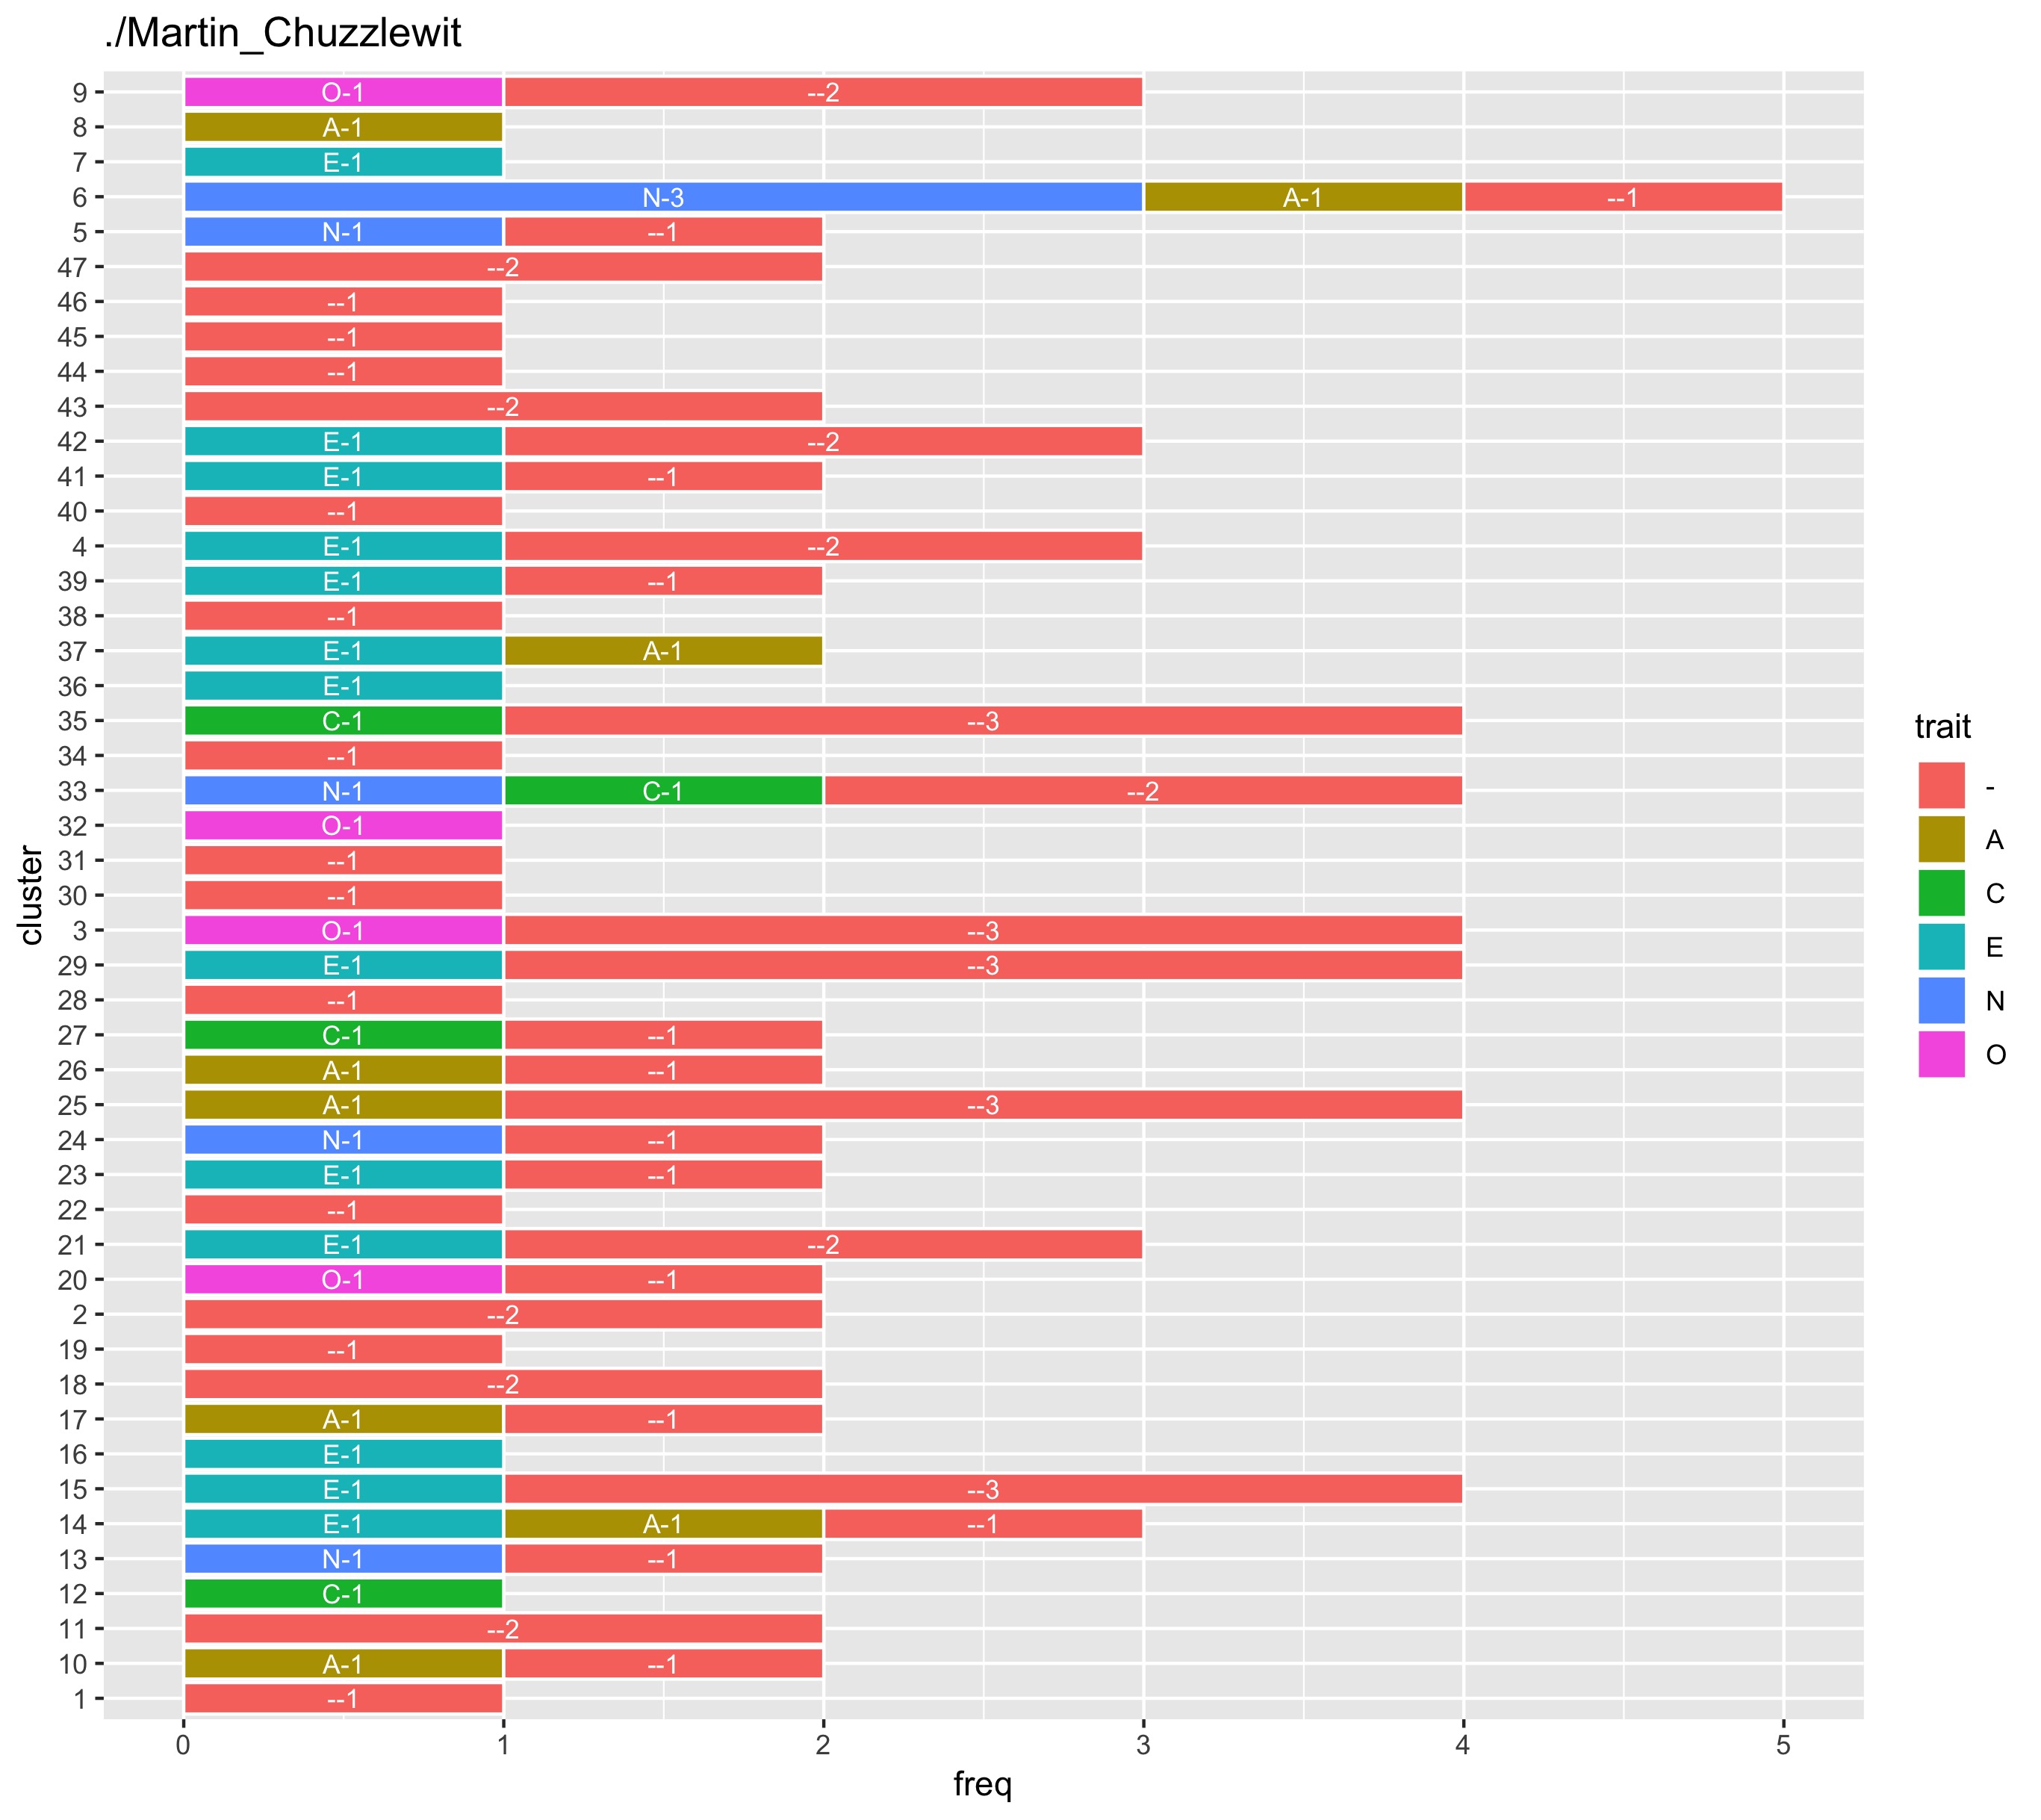 ./Martin_Chuzzlewit
9 O-1 --2
8 A-1
7 E-1
6 N-3 A-1 --1
5 N-1 --1
47 --2
46 --1
45 --1
44 --1
43 --2
42 E-1 --2
41 E-1 --1
40 --1
4 E-1 --2
39 E-1 --1
38 --1
37 E-1 A-1
36 E-1
35 C-1 --3
34 --1
33 N-1 C-1 --2
32 O-1
31 --1
30 --1
3 O-1 --3
29 E-1 --3
28 --1
27 C-1 --1
26 A-1 --1
25 A-1 --3
24 N-1 --1
23 E-1 --1
22 --1
21 E-1 --2
20 O-1 --1
2 --2
19 --1
18 --2
17 A-1 --1
16 E-1
15 E-1 --3
14 E-1 A-1 --1
13 N-1 --1
12 C-1
11 --2
10 A-1 --1
1 --1
0 1 2 3 4 5
freq
cluster
trait
-
A
C
E
N
O